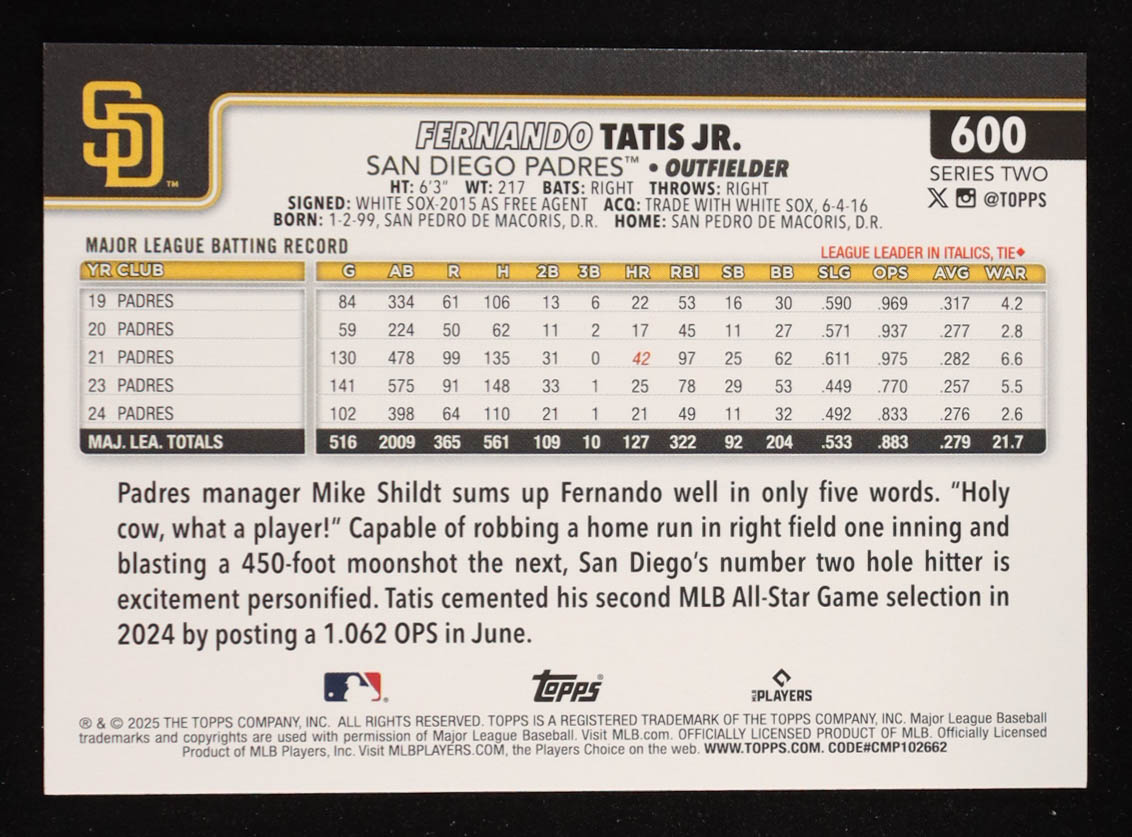 SD™
FERNANDO TATIS JR.
600
SAN DIEGO PADRES™ • OUTFIELDER
SERIES TWO
HT: 6'3" WT: 217 BATS: RIGHT THROWS: RIGHT
SIGNED: WHITE SOX-2015 AS FREE AGENT ACQ: TRADE WITH WHITE SOX, 6-4-16
X @TOPPS
BORN: 1-2-99, SAN PEDRO DE MACORIS, D.R. HOME: SAN PEDRO DE MACORIS, D.R.
MAJOR LEAGUE BATTING RECORD
LEAGUE LEADER IN ITALICS, TIE♦
YR CLUB G AB R H 2B 3B HR RBI SB BB SLG OPS AVG WAR
19 PADRES 84 334 61 106 13 6 22 53 16 30 .590 .969 .317 4.2
20 PADRES 59 224 50 62 11 2 17 45 11 27 .571 .937 .277 2.8
21 PADRES 130 478 99 135 31 0 42 97 25 62 .611 .975 .282 6.6
23 PADRES 141 575 91 148 33 1 25 78 29 53 .449 .770 .257 5.5
24 PADRES 102 398 64 110 21 1 21 49 11 32 .492 .833 .276 2.6
MAJ. LEA. TOTALS 516 2009 365 561 109 10 127 322 92 204 .533 .883 .279 21.7
Padres manager Mike Shildt sums up Fernando well in only five words. "Holy
cow, what a player!" Capable of robbing a home run in right field one inning and
blasting a 450-foot moonshot the next, San Diego's number two hole hitter is
excitement personified. Tatis cemented his second MLB All-Star Game selection in
2024 by posting a 1.062 OPS in June.
Topps® MLB PLAYERS
® & © 2025 THE TOPPS COMPANY, INC. ALL RIGHTS RESERVED. TOPPS IS A REGISTERED TRADEMARK OF THE TOPPS COMPANY, INC. Major League Baseball
trademarks and copyrights are used with permission of Major League Baseball. Visit MLB.com. OFFICIALLY LICENSED PRODUCT OF MLB. Officially Licensed
Product of MLB Players, Inc. Visit MLBPLAYERS.COM, the Players Choice on the web. WWW.TOPPS.COM. CODE#CMP102662